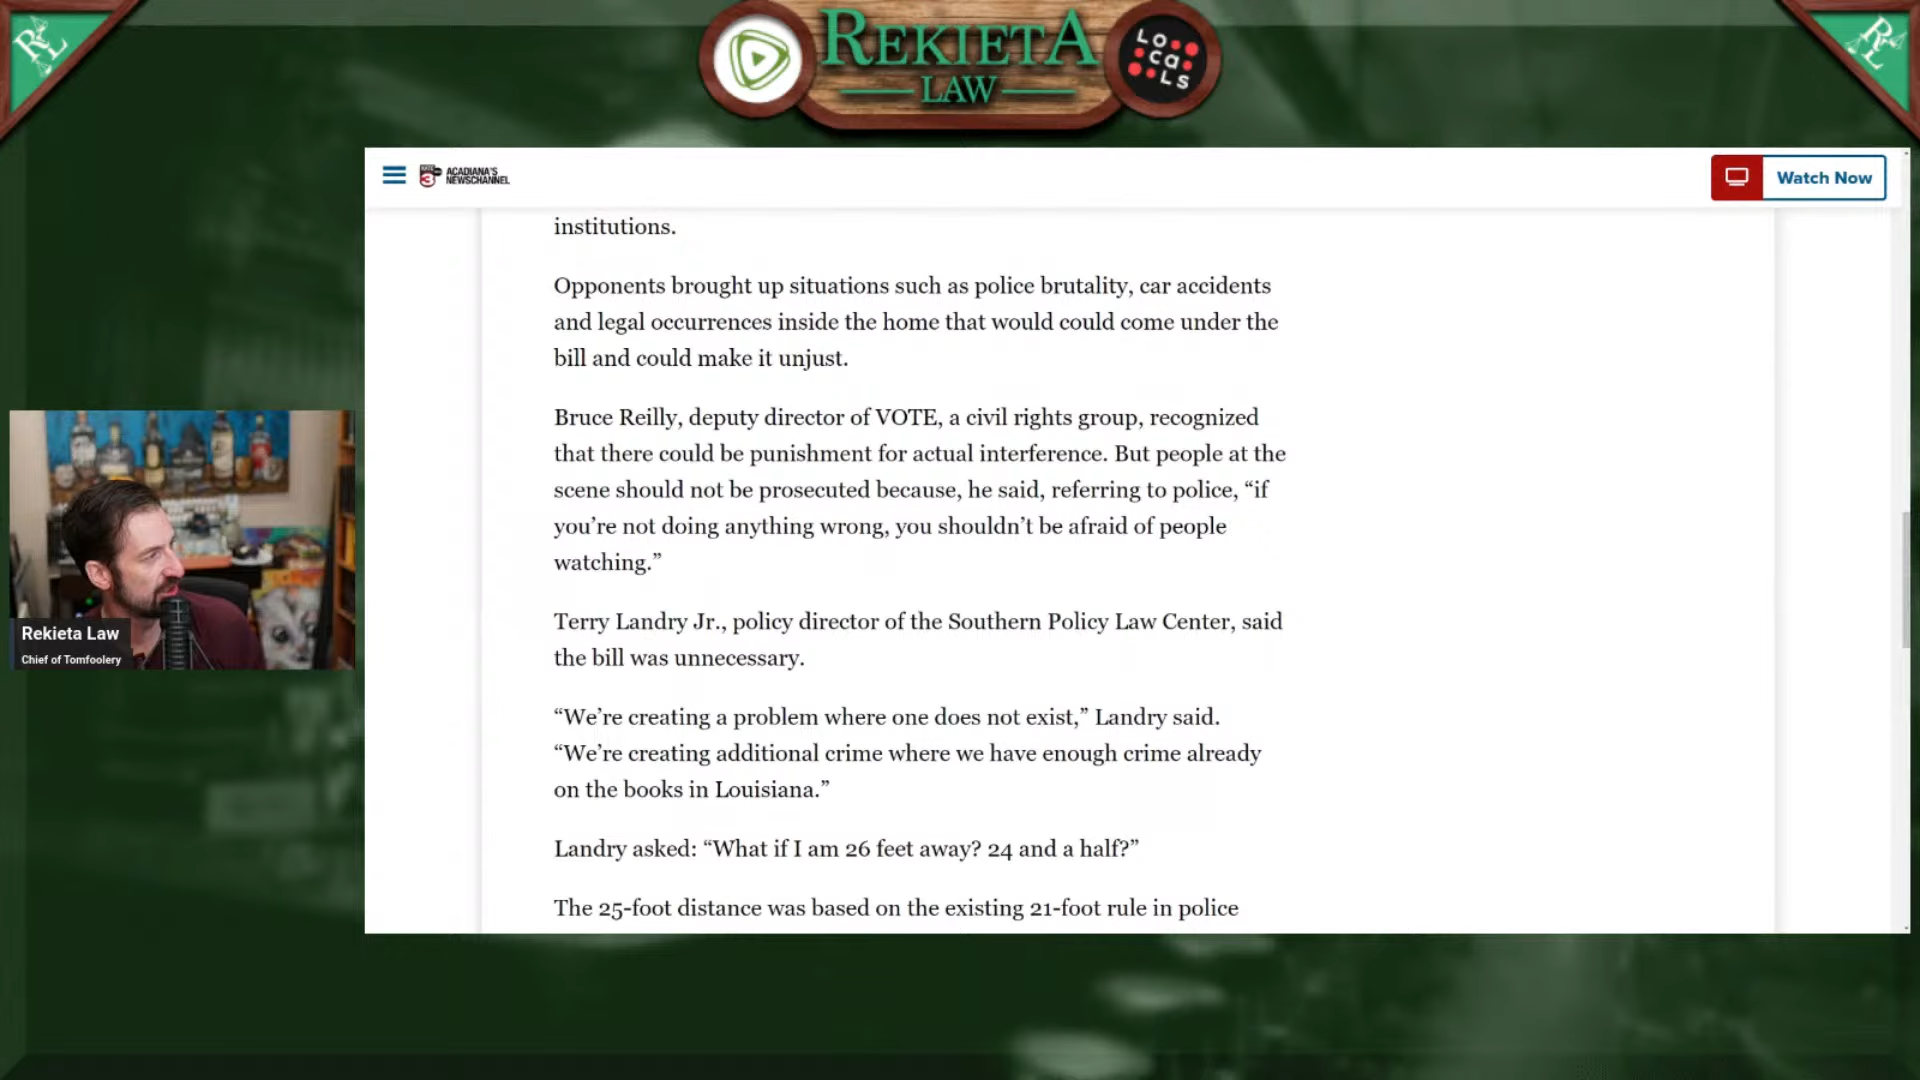 RL
REKIETA
LAW
LOCALS
RL
KATC
3
ACADIANA'S
NEWSCHANNEL
Watch Now
institutions.
Opponents brought up situations such as police brutality, car accidents
and legal occurrences inside the home that would could come under the
bill and could make it unjust.
Bruce Reilly, deputy director of VOTE, a civil rights group, recognized
that there could be punishment for actual interference. But people at the
scene should not be prosecuted because, he said, referring to police, “if
you’re not doing anything wrong, you shouldn’t be afraid of people
watching.”
Terry Landry Jr., policy director of the Southern Policy Law Center, said
the bill was unnecessary.
“We’re creating a problem where one does not exist,” Landry said.
“We’re creating additional crime where we have enough crime already
on the books in Louisiana.”
Landry asked: “What if I am 26 feet away? 24 and a half?”
The 25-foot distance was based on the existing 21-foot rule in police
Rekieta Law
Chief of Tomfoolery